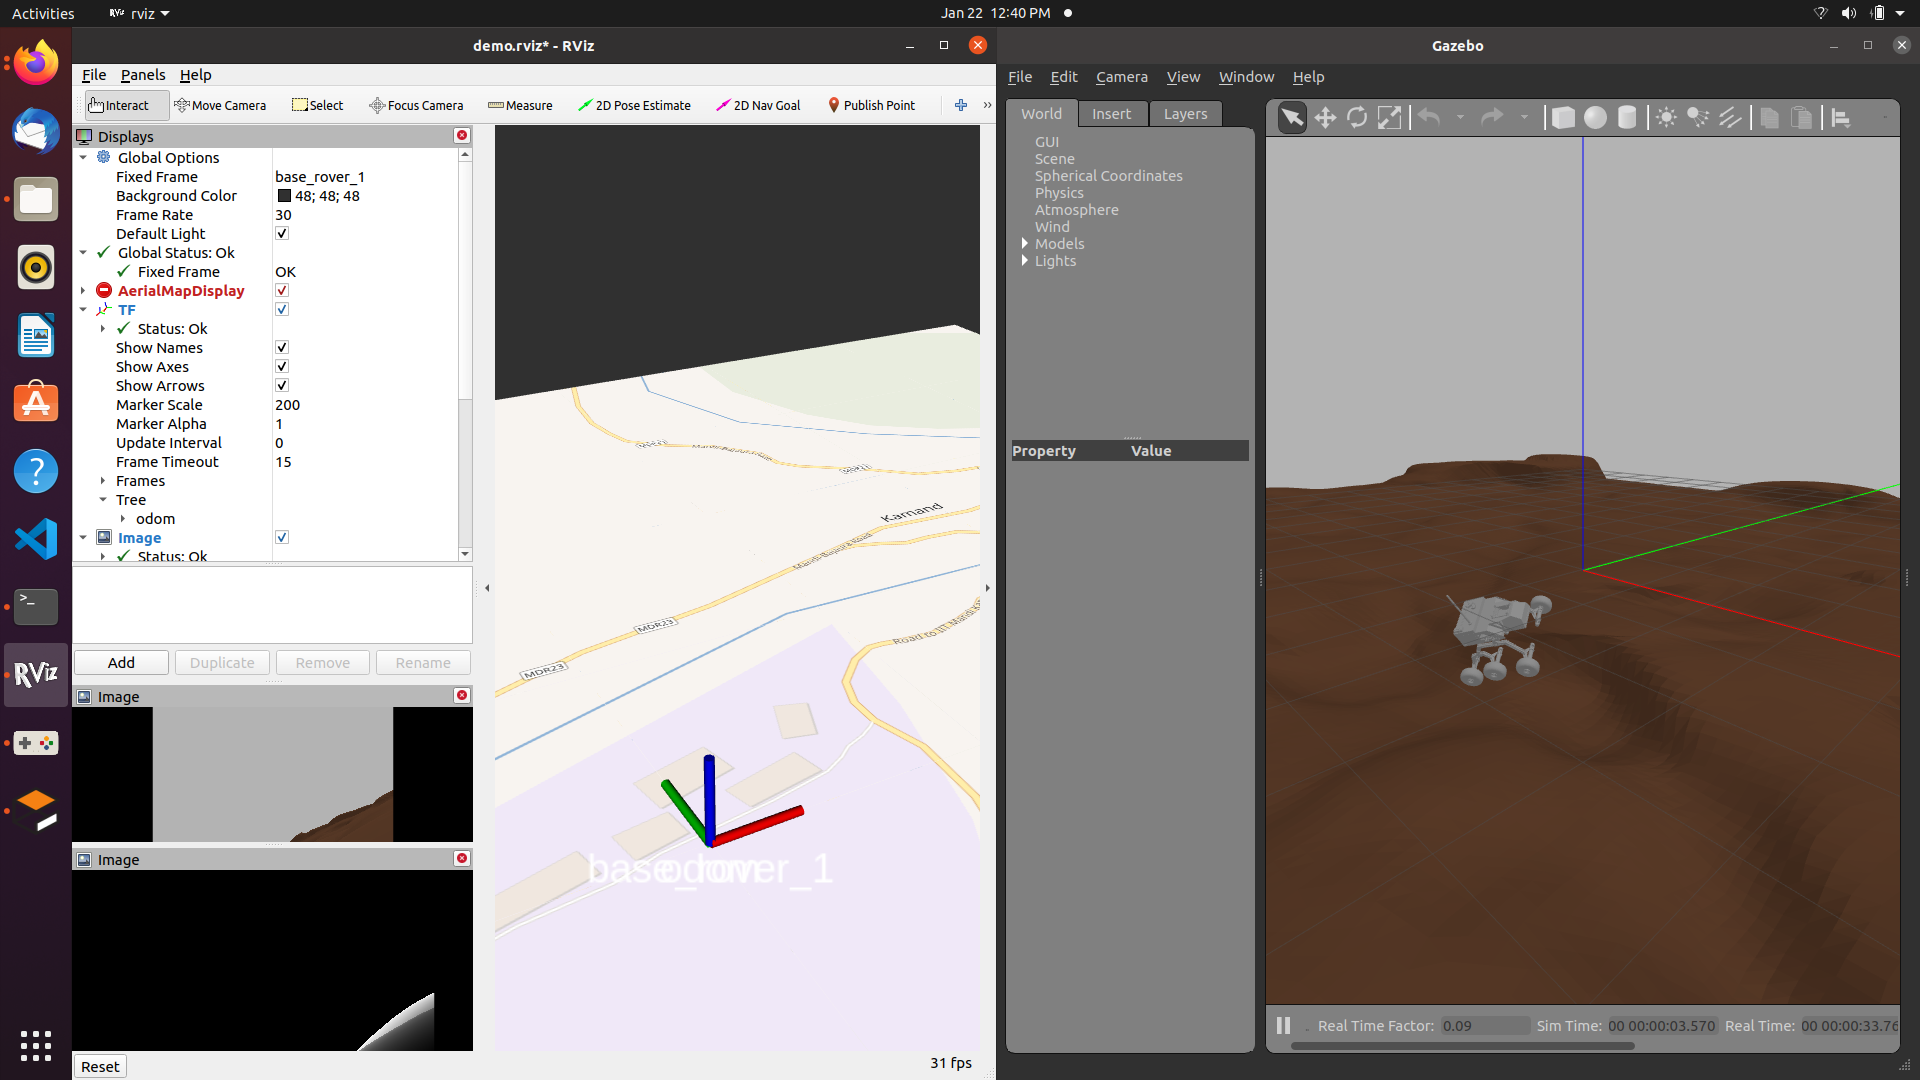 Activities
rviz
Jan 22 12:40 PM
demo.rviz* - RViz
File Panels Help
Interact Move Camera Select Focus Camera Measure 2D Pose Estimate 2D Nav Goal Publish Point »
Displays
Global Options
Fixed Frame base_rover_1
Background Color 48; 48; 48
Frame Rate 30
Default Light
Global Status: Ok
Fixed Frame OK
AerialMapDisplay
TF
Status: Ok
Show Names
Show Axes
Show Arrows
Marker Scale 200
Marker Alpha 1
Update Interval 0
Frame Timeout 15
Frames
Tree
odom
Image
Status: Ok
Add Duplicate Remove Rename
Image
Image
Reset
31 fps
Kamand
MDR23
MDR23
Road to IIT Mandi
base_rover_1
odom
RViz
Gazebo
File Edit Camera View Window Help
World Insert Layers
GUI
Scene
Spherical Coordinates
Physics
Atmosphere
Wind
Models
Lights
Property Value
Real Time Factor: 0.09 Sim Time: 00 00:00:03.570 Real Time: 00 00:00:33.76